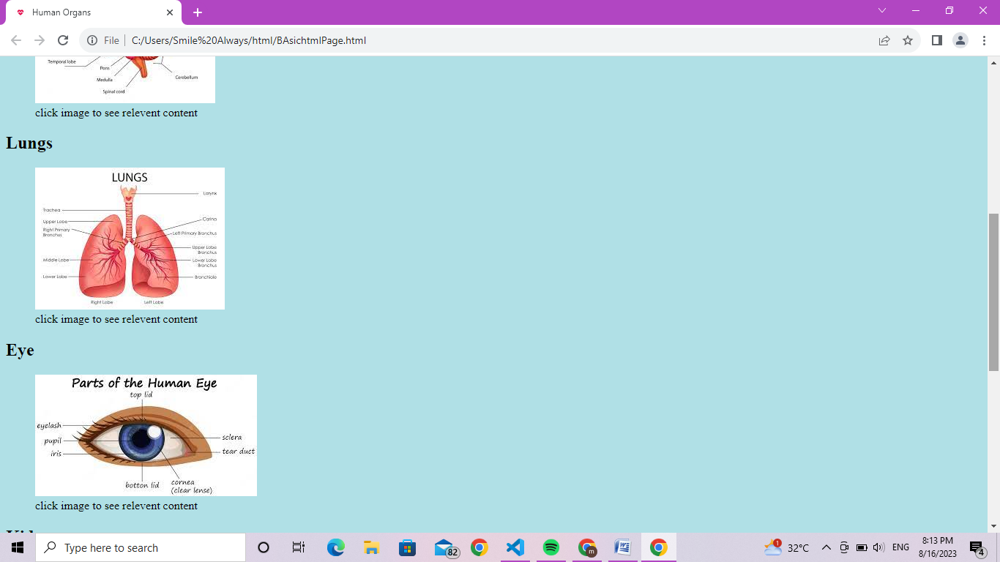 Human Organs
File
C:/Users/Smile%20Always/html/BAsichtmlPage.html
Temporal lobe
Pons
Medulla
Cerebellum
Spinal cord
click image to see relevent content
Lungs
LUNGS
Larynx
Trachea
Upper Lobe
Carina
Right Primary
Bronchus
Left Primary Bronchus
Upper Lobe
Bronchus
Middle Lobe
Lower Lobe
Bronchus
Lower Lobe
Bronchiole
Right Lobe
Left Lobe
click image to see relevent content
Eye
Parts of the Human Eye
top lid
eyelash
pupil
sclera
iris
tear duct
botton lid
cornea
(clear lense)
click image to see relevent content
Type here to search
82
m
1
32°C
ENG
8:13 PM
8/16/2023
4